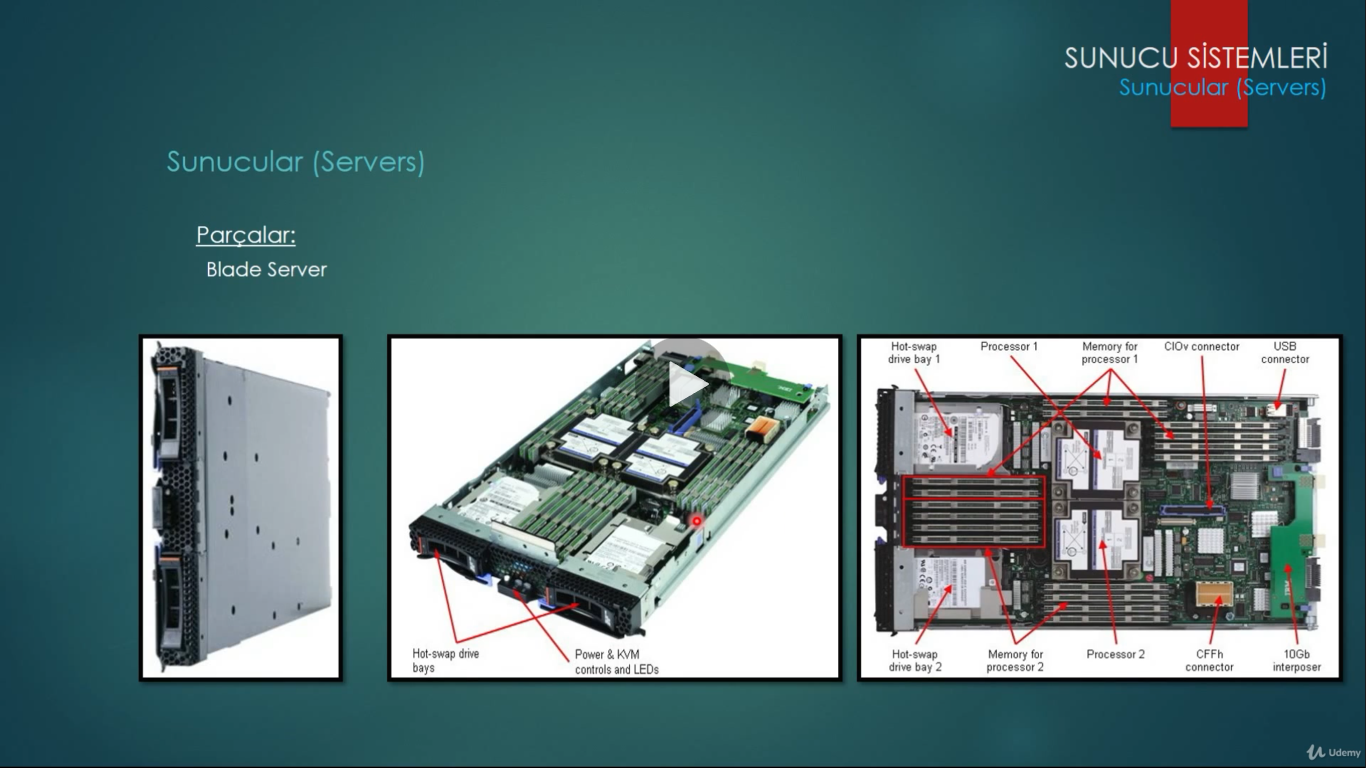 SUNUCU SİSTEMLERİ
Sunucular (Servers)
Sunucular (Servers)
Parçalar:
Blade Server
Hot-swap drive
bays
Power & KVM
controls and LEDs
Hot-swap
drive bay 1
Processor 1
Memory for
processor 1
CIOv connector
USB
connector
Hot-swap
drive bay 2
Memory for
processor 2
Processor 2
CFFh
connector
10Gb
interposer
Udemy